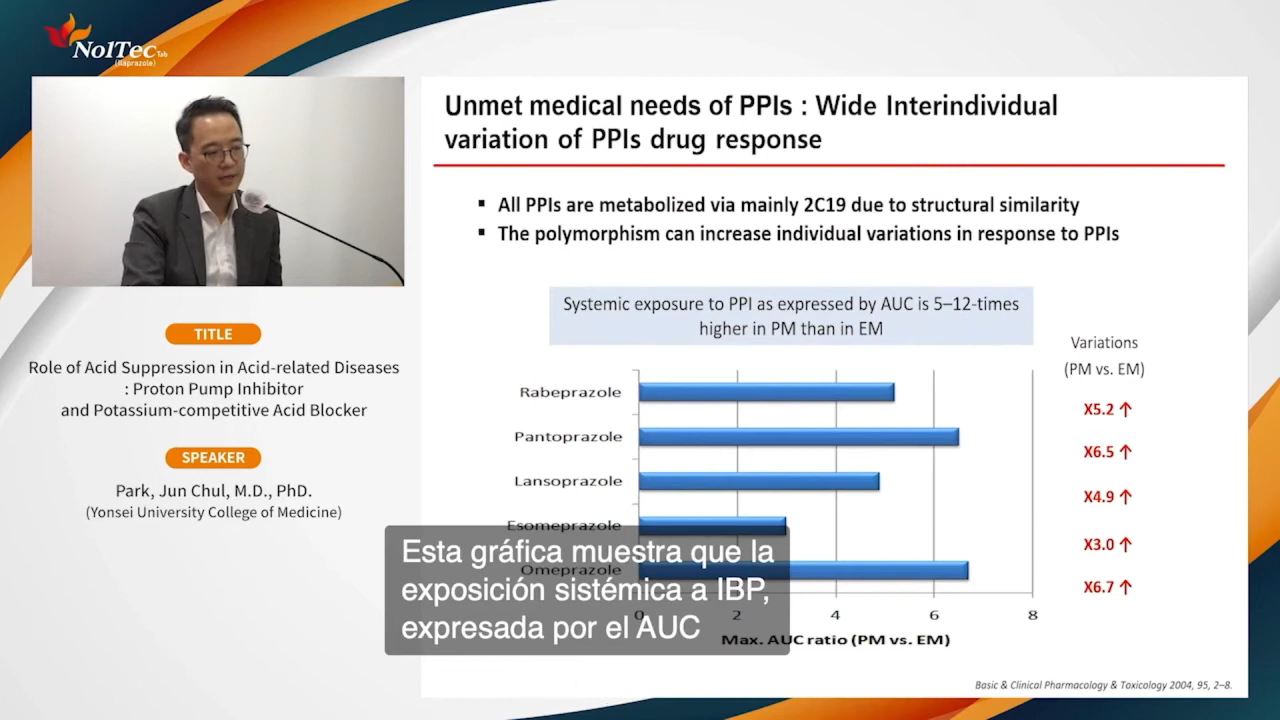 NolTec Tab
(Ilaprazole)
TITLE
Role of Acid Suppression in Acid-related Diseases
: Proton Pump Inhibitor
and Potassium-competitive Acid Blocker
SPEAKER
Park, Jun Chul, M.D., PhD.
(Yonsei University College of Medicine)
Unmet medical needs of PPIs : Wide Interindividual
variation of PPIs drug response
▪ All PPIs are metabolized via mainly 2C19 due to structural similarity
▪ The polymorphism can increase individual variations in response to PPIs
Systemic exposure to PPI as expressed by AUC is 5–12-times
higher in PM than in EM
Variations
(PM vs. EM)
Rabeprazole
X5.2 ↑
Pantoprazole
X6.5 ↑
Lansoprazole
X4.9 ↑
Esomeprazole
X3.0 ↑
Omeprazole
X6.7 ↑
0 2 4 6 8
Max. AUC ratio (PM vs. EM)
Esta gráfica muestra que la
exposición sistémica a IBP,
expresada por el AUC
Basic & Clinical Pharmacology & Toxicology 2004, 95, 2–8.